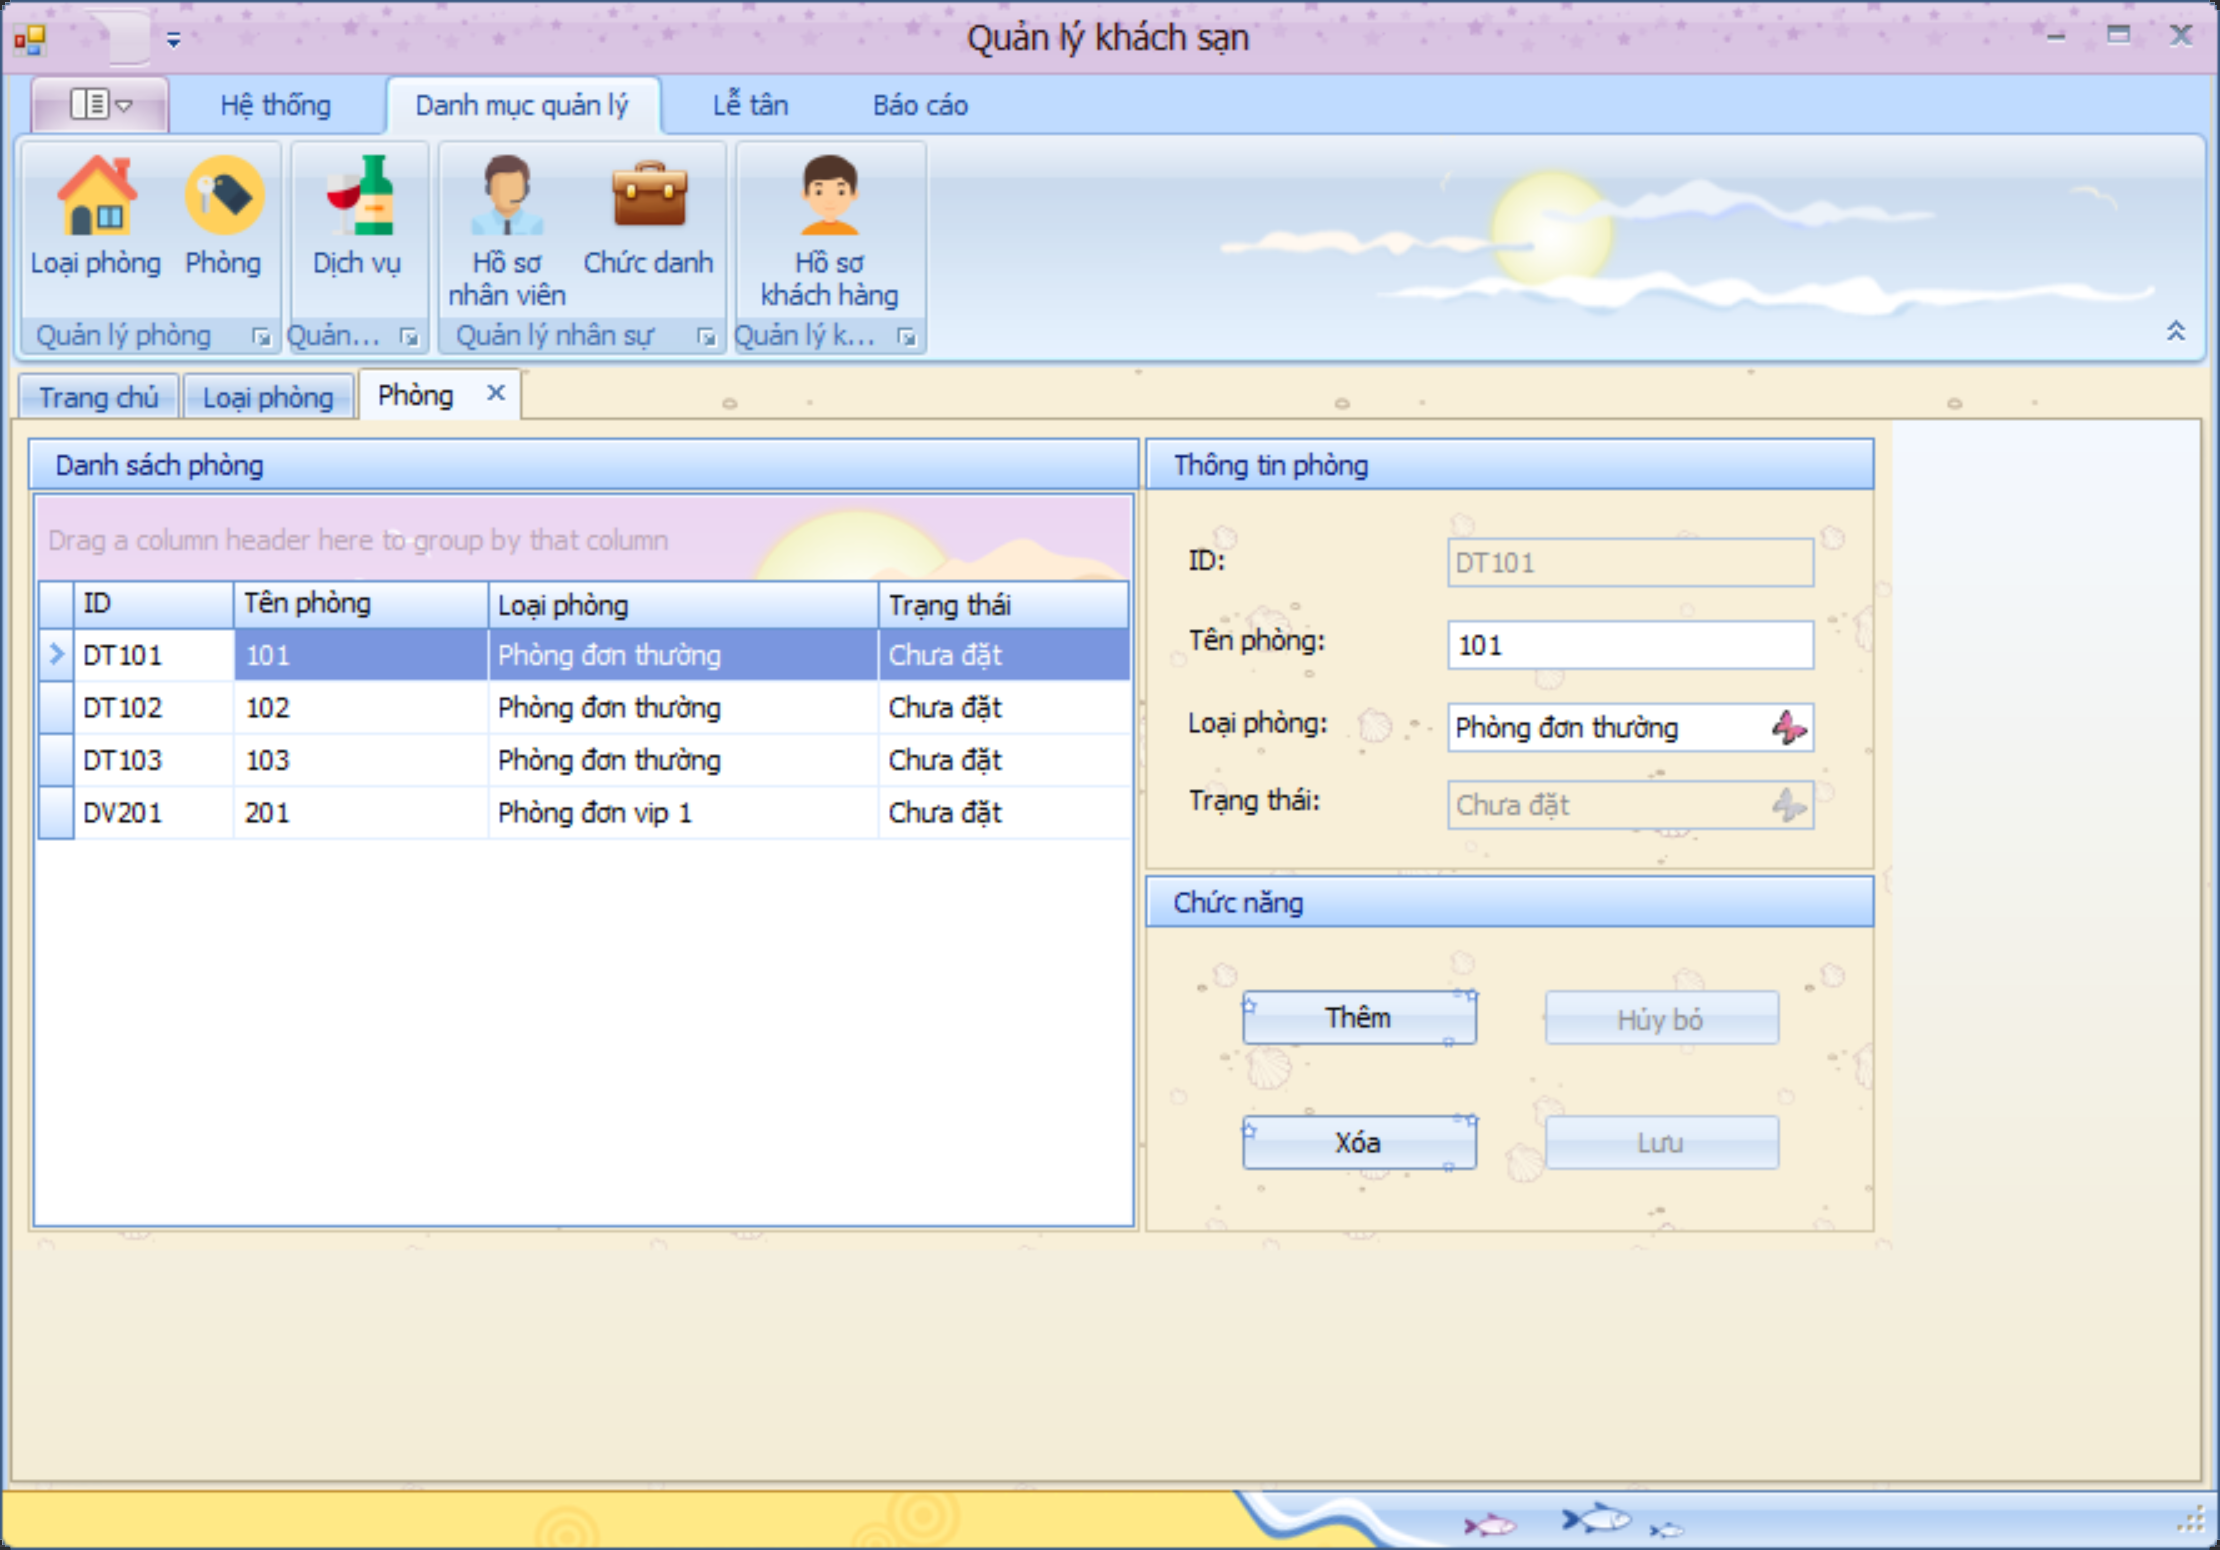 Quản lý khách sạn
Hệ thống
Danh mục quản lý
Lễ tân
Báo cáo
Loại phòng
Phòng
Dịch vụ
Hồ sơ
nhân viên
Chức danh
Hồ sơ
khách hàng
Quản lý phòng
Quản...
Quản lý nhân sự
Quản lý k...
Trang chủ
Loại phòng
Phòng
Danh sách phòng
Drag a column header here to group by that column
ID Tên phòng Loại phòng Trạng thái
DT101 101 Phòng đơn thường Chưa đặt
DT102 102 Phòng đơn thường Chưa đặt
DT103 103 Phòng đơn thường Chưa đặt
DV201 201 Phòng đơn vip 1 Chưa đặt
Thông tin phòng
ID: DT101
Tên phòng: 101
Loại phòng: Phòng đơn thường
Trạng thái: Chưa đặt
Chức năng
Thêm
Hủy bỏ
Xóa
Lưu